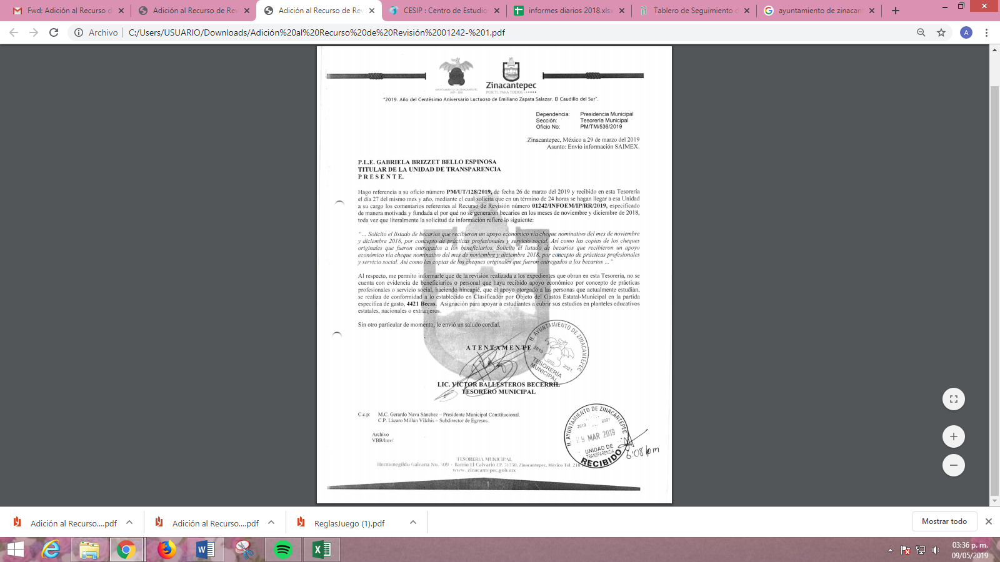 Fwd: Adición al Recurso d
Adición al Recurso de Rev
Adición al Recurso de Rev
CESIP : Centro de Estudio
informes diarios 2018.xlsx
Tablero de Seguimiento d
ayuntamiento de zinacant
Archivo | C:/Users/USUARIO/Downloads/Adición%20al%20Recurso%20de%20Revisión%2001242-%201.pdf
A
AYUNTAMIENTO DE ZINACANTEPEC
2019 - 2021
Zinacantepec
POR TI, PARA TODOS
"2019. Año del Centésimo Aniversario Luctuoso de Emiliano Zapata Salazar. El Caudillo del Sur".
Dependencia: Presidencia Municipal
Sección: Tesorería Municipal
Oficio No: PM/TM/536/2019
Zinacantepec, México a 29 de marzo del 2019
Asunto: Envío información SAIMEX.
P.L.E. GABRIELA BRIZZET BELLO ESPINOSA
TITULAR DE LA UNIDAD DE TRANSPARENCIA
P R E S E N T E.
Hago referencia a su oficio número PM/UT/128/2019, de fecha 26 de marzo del 2019 y recibido en esta Tesorería
el día 27 del mismo mes y año, mediante el cual solicita que en un término de 24 horas se hagan llegar a esa Unidad
a su cargo los comentarios referentes al Recurso de Revisión número 01242/INFOEM/IP/RR/2019, especificado
de manera motivada y fundada el por qué no se generaron becarios en los meses de noviembre y diciembre de 2018,
toda vez que literalmente la solicitud de información refiere lo siguiente:
"... Solicito el listado de becarios que recibieron un apoyo económico vía cheque nominativo del mes de noviembre
y diciembre 2018, por concepto de prácticas profesionales y servicio social. Así como las copias de los cheques
originales que fueron entregados a los beneficiarios. Solicito el listado de becarios que recibieron un apoyo
económico vía cheque nominativo del mes de noviembre y diciembre 2018, por concepto de prácticas profesionales
y servicio social. Así como las copias de los cheques originales que fueron entregados a los becarios ..."
Al respecto, me permito informarle que de la revisión realizada a los expedientes que obran en esta Tesorería, no se
cuenta con evidencia de beneficiarios o personal que haya recibido apoyo económico por concepto de prácticas
profesionales o servicio social, haciendo hincapié, que el apoyo otorgado a las personas que actualmente estudian,
se realiza de conformidad a lo establecido en Clasificador por Objeto del Gastos Estatal-Municipal en la partida
específica de gasto, 4421 Becas. Asignación para apoyar a estudiantes a cubrir sus estudios en planteles educativos
estatales, nacionales o extranjeros.
Sin otro particular de momento, le envió un saludo cordial.
A T E N T A M E N T E
H. AYUNTAMIENTO DE ZINACANTEPEC
2019 2021
TESORERÍA
MUNICIPAL
LIC. VÍCTOR BALLESTEROS BECERRIL
TESORERO MUNICIPAL
C.c.p: M.C. Gerardo Nava Sánchez – Presidente Municipal Constitucional.
C.P. Lázaro Millán Vilchis – Subdirector de Egresos.
Archivo
VBB/lmv/
H. AYUNTAMIENTO DE ZINACANTEPEC
2019 2021
29 MAR 2019
UNIDAD DE
TRANSPARENCIA
RECIBIDO
6:08 pm
TESORERIA MUNICIPAL
Hermenegildo Galeana No. 509 - Barrio El Calvario CP. 51350, Zinacantepec, México Tel. 218
www. zinacantepec.gob.mx
Adición al Recurso....pdf
Adición al Recurso....pdf
ReglasJuego (1).pdf
Mostrar todo
03:36 p. m.
09/05/2019